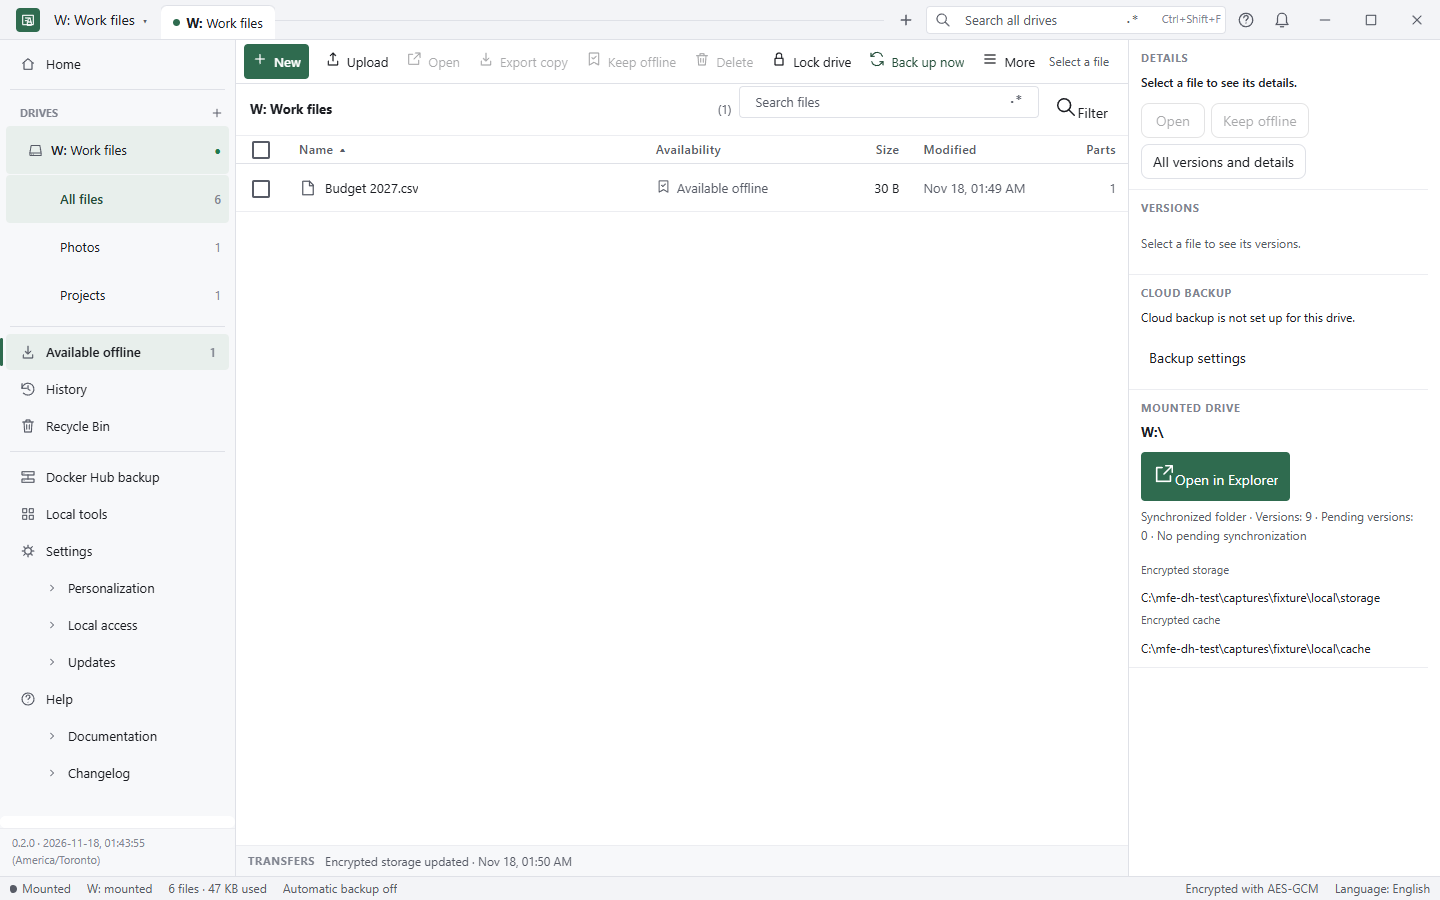 W: Work files
W: Work files
Search all drives .* Ctrl+Shift+F
Home
DRIVES
W: Work files
All files 6
Photos 1
Projects 1
Available offline 1
History
Recycle Bin
Docker Hub backup
Local tools
Settings
Personalization
Local access
Updates
Help
Documentation
Changelog
0.2.0 · 2026-11-18, 01:43:55
(America/Toronto)
New Upload Open Export copy Keep offline Delete Lock drive Back up now More Select a file
W: Work files (1) Search files .* Filter
Name Availability Size Modified Parts
Budget 2027.csv Available offline 30 B Nov 18, 01:49 AM 1
TRANSFERS Encrypted storage updated · Nov 18, 01:50 AM
DETAILS
Select a file to see its details.
Open Keep offline
All versions and details
VERSIONS
Select a file to see its versions.
CLOUD BACKUP
Cloud backup is not set up for this drive.
Backup settings
MOUNTED DRIVE
W:\
Open in Explorer
Synchronized folder · Versions: 9 · Pending versions:
0 · No pending synchronization
Encrypted storage
C:\mfe-dh-test\captures\fixture\local\storage
Encrypted cache
C:\mfe-dh-test\captures\fixture\local\cache
Mounted W: mounted 6 files · 47 KB used Automatic backup off Encrypted with AES-GCM Language: English